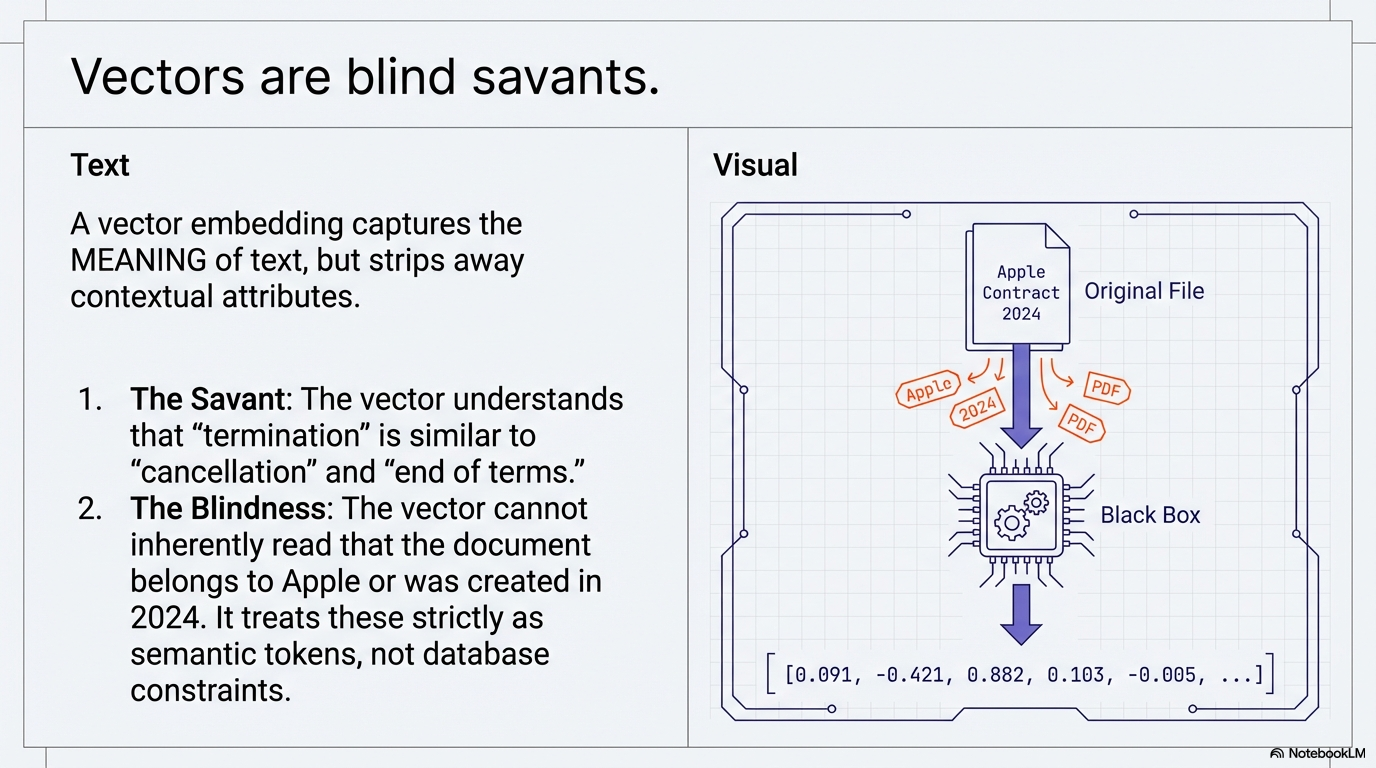 Vectors are blind savants.
Text
A vector embedding captures the
MEANING of text, but strips away
contextual attributes.
1. The Savant: The vector understands
that “termination” is similar to
“cancellation” and “end of terms.”
2. The Blindness: The vector cannot
inherently read that the document
belongs to Apple or was created in
2024. It treats these strictly as
semantic tokens, not database
constraints.
Visual
Apple
Contract
2024
Original File
Apple
2024
PDF
PDF
Black Box
[0.091, -0.421, 0.882, 0.103, -0.005, ...]
NotebookLM